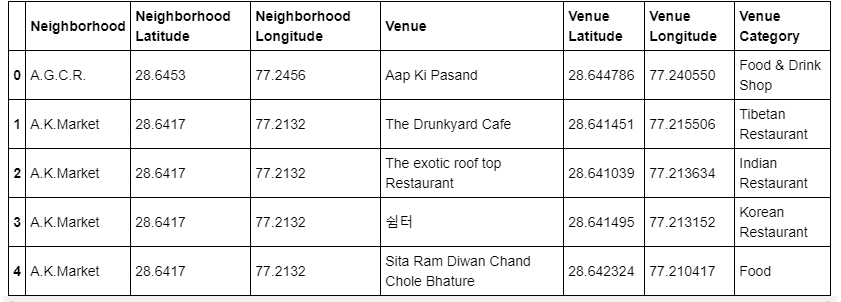 Neighborhood Neighborhood Latitude Neighborhood Longitude Venue Venue Latitude Venue Longitude Venue Category
0 A.G.C.R. 28.6453 77.2456 Aap Ki Pasand 28.644786 77.240550 Food & Drink Shop
1 A.K.Market 28.6417 77.2132 The Drunkyard Cafe 28.641451 77.215506 Tibetan Restaurant
2 A.K.Market 28.6417 77.2132 The exotic roof top Restaurant 28.641039 77.213634 Indian Restaurant
3 A.K.Market 28.6417 77.2132 쉼터 28.641495 77.213152 Korean Restaurant
4 A.K.Market 28.6417 77.2132 Sita Ram Diwan Chand Chole Bhature 28.642324 77.210417 Food